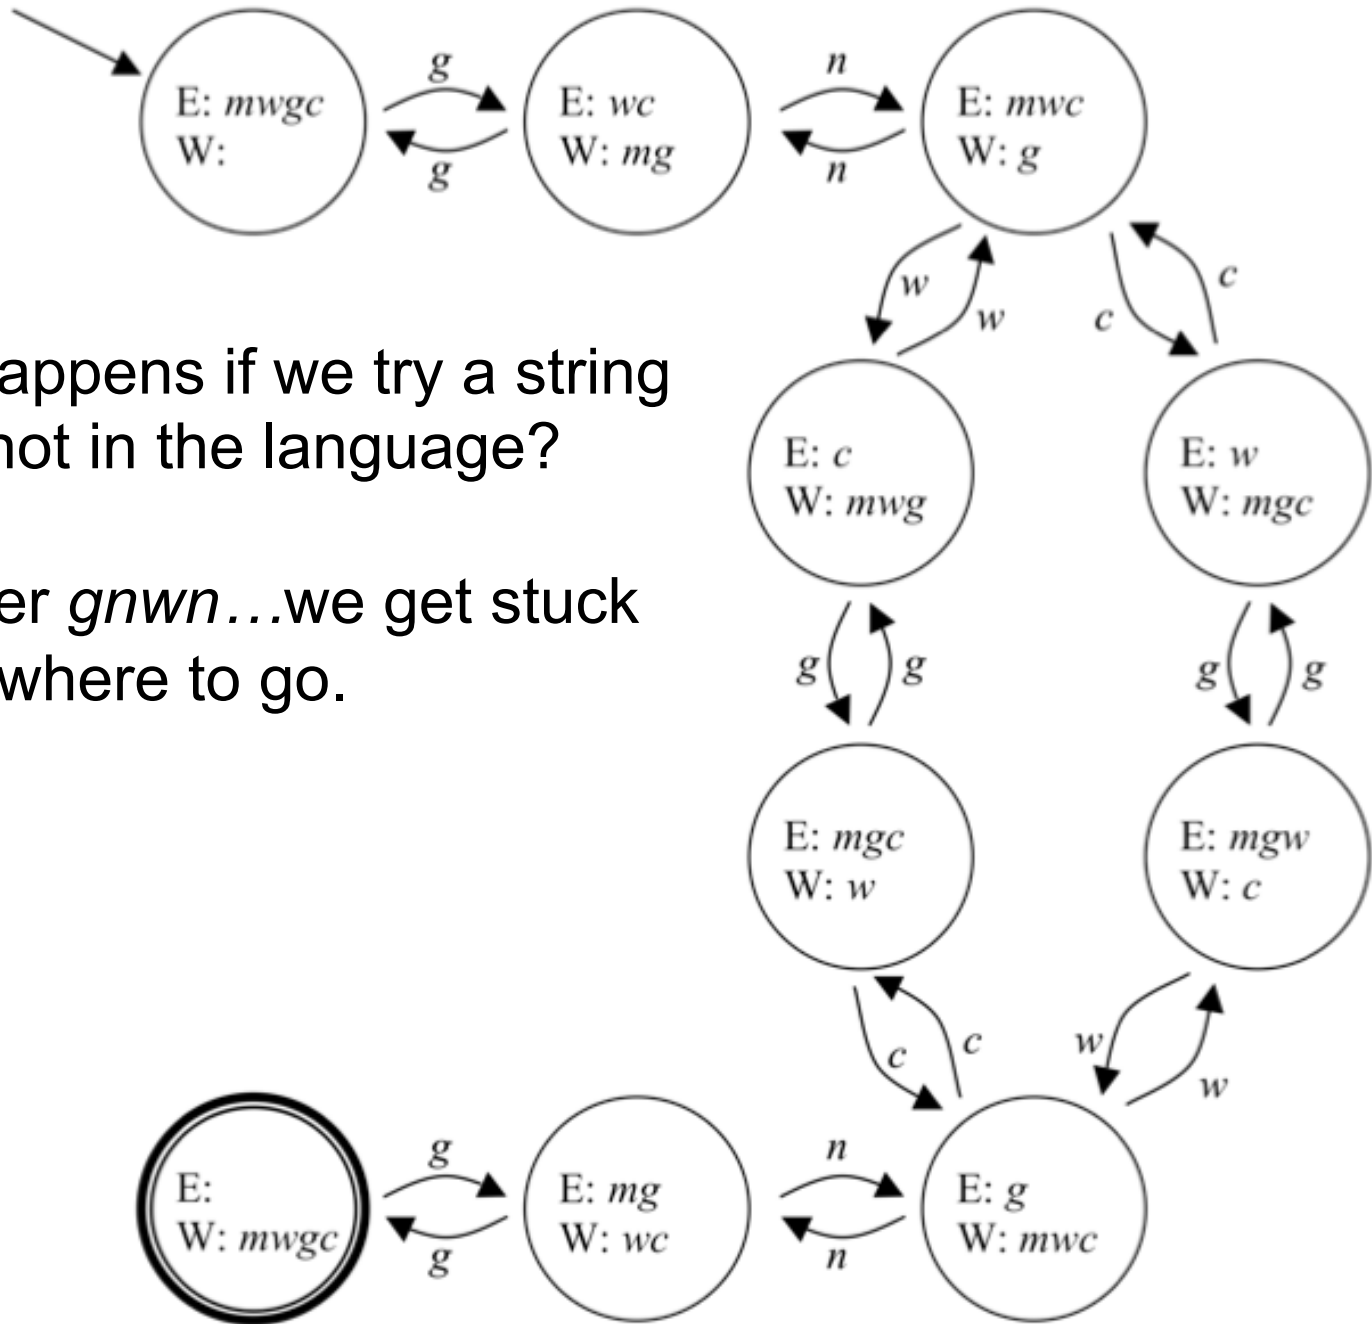 g
n
E: mwgc
W:
E: wc
W: mg
E: mwc
W: g
g
n
w
w
c
c
appens if we try a string
not in the language?
E: c
W: mwg
E: w
W: mgc
er gnwn…we get stuck
where to go.
g
g
g
g
E: mgc
W: w
E: mgw
W: c
c
c
w
w
g
n
E:
W: mwgc
E: mg
W: wc
E: g
W: mwc
g
n